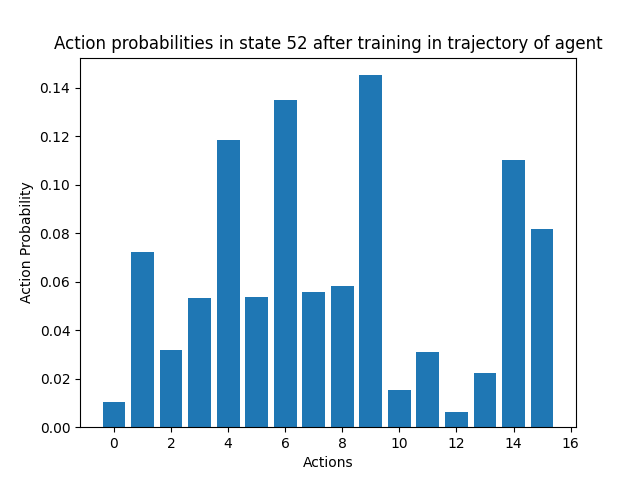 Action probabilities in state 52 after training in trajectory of agent
0.14
0.12
0.10
0.08
0.06
0.04
0.02
0.00
Action Probability
0 2 4 6 8 10 12 14 16
Actions